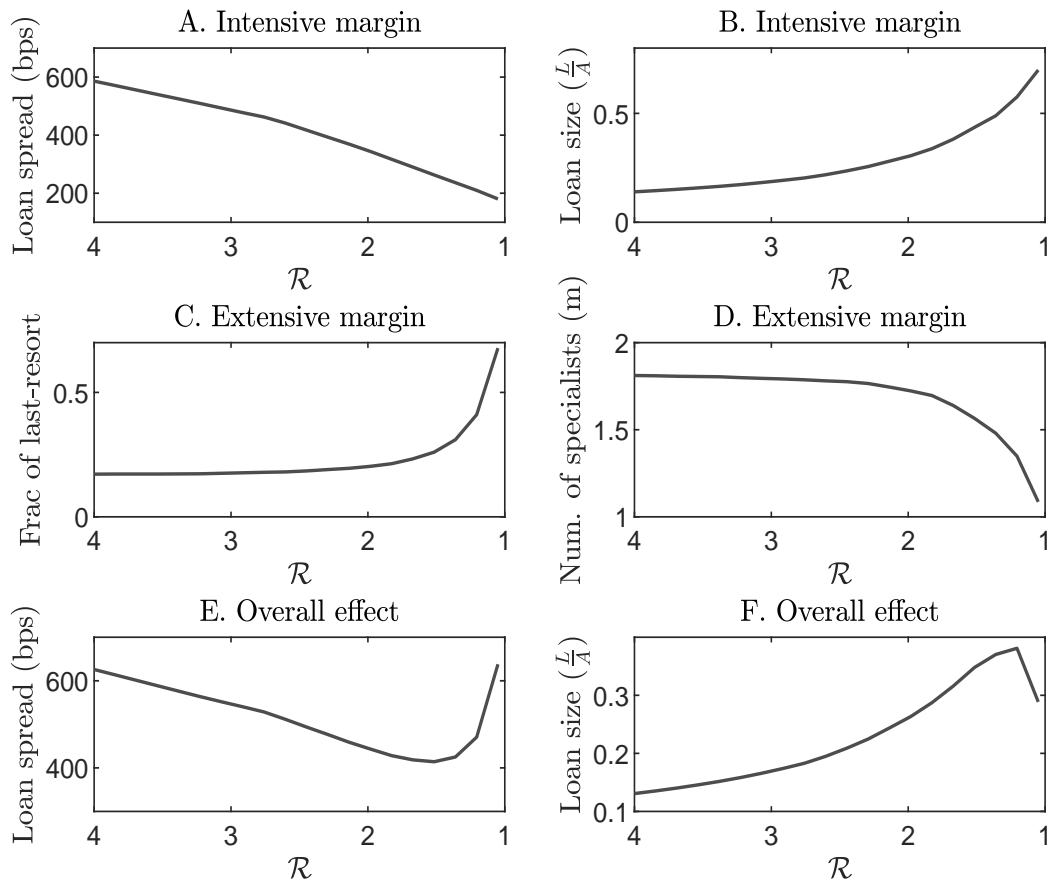 A. Intensive margin
Loan spread (bps)
600
400
200
4 3 2 1
ℛ
B. Intensive margin
Loan size (L/A)
0.5
0
4 3 2 1
ℛ
C. Extensive margin
Frac of last-resort
0.5
0
4 3 2 1
ℛ
D. Extensive margin
Num. of specialists (m)
2
1.5
1
4 3 2 1
ℛ
E. Overall effect
Loan spread (bps)
600
400
4 3 2 1
ℛ
F. Overall effect
Loan size (L/A)
0.3
0.2
0.1
4 3 2 1
ℛ